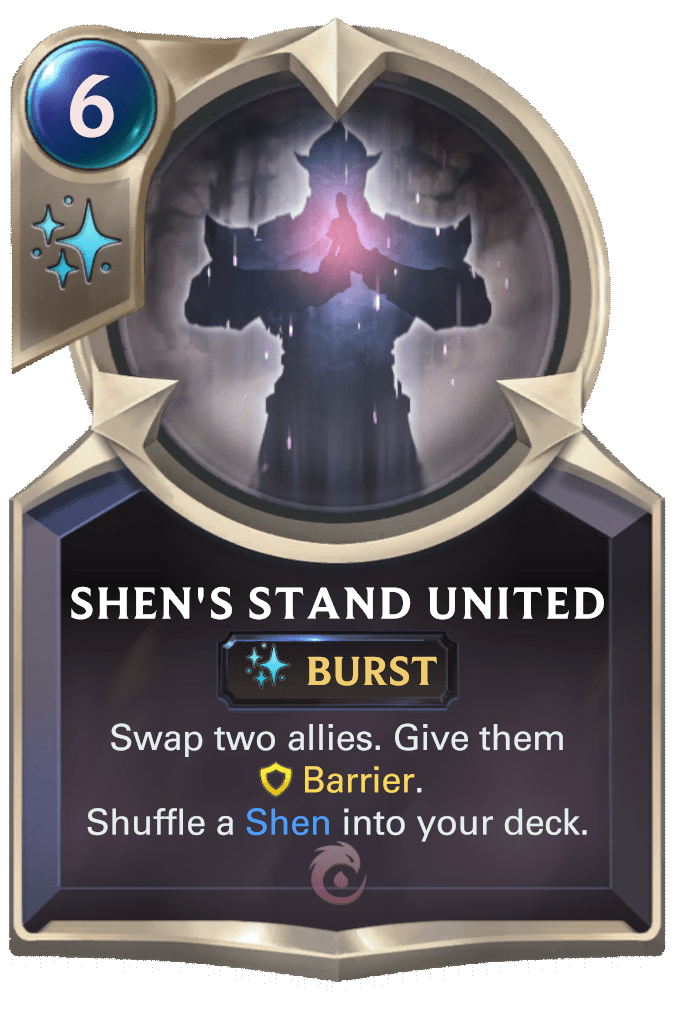 6
SHEN'S STAND UNITED
BURST
Swap two allies. Give them
Barrier.
Shuffle a Shen into your deck.